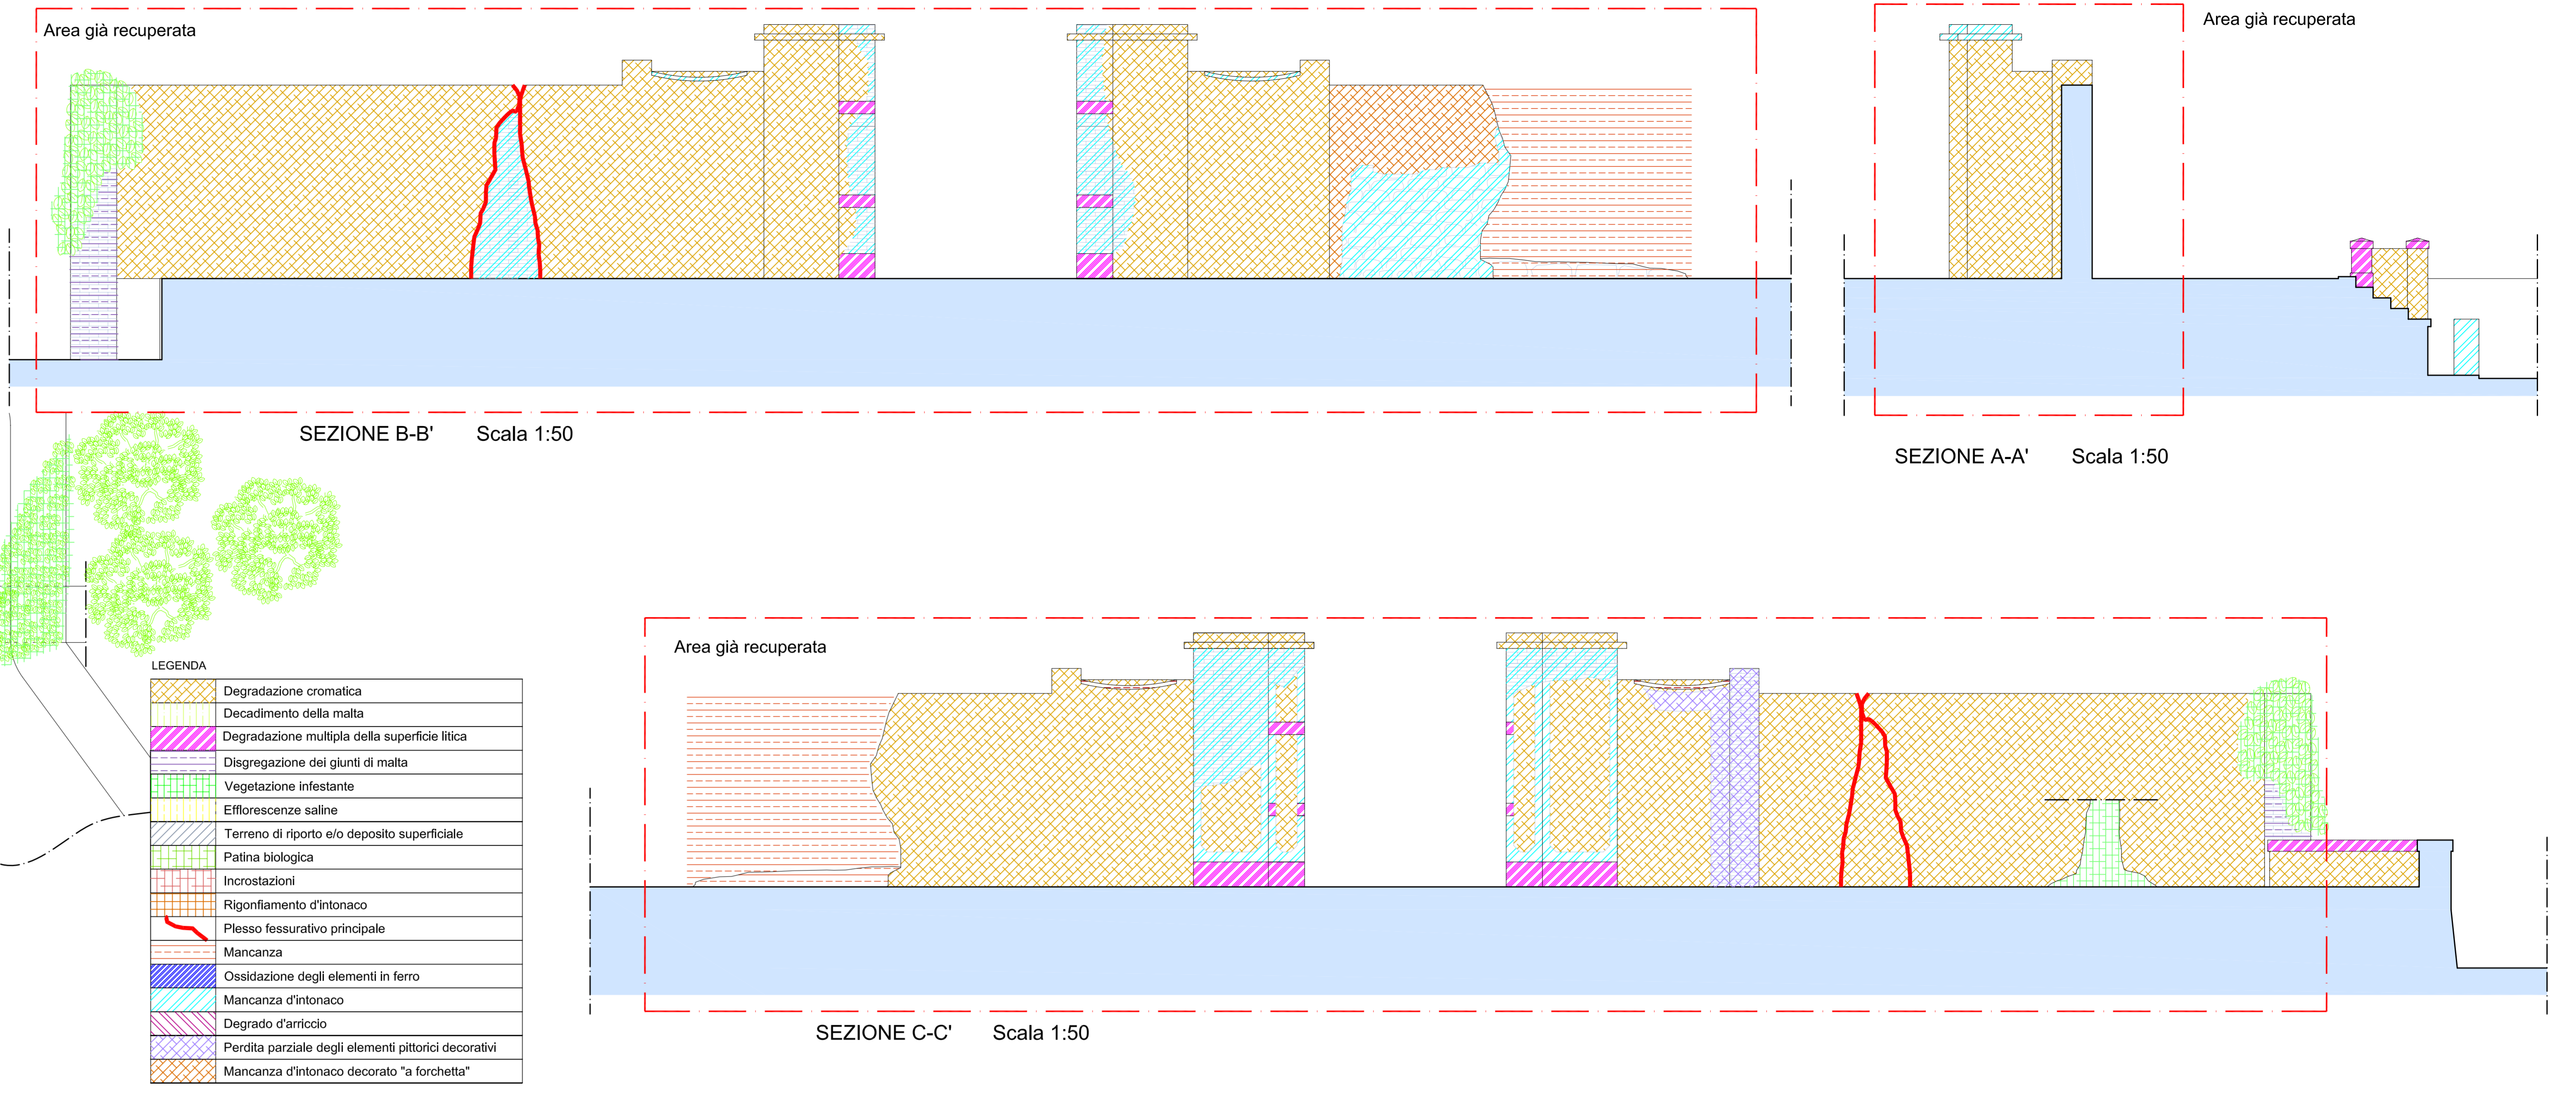 Area già recuperata
Area già recuperata
SEZIONE B-B' Scala 1:50
SEZIONE A-A' Scala 1:50
Area già recuperata
LEGENDA
Degradazione cromatica
Decadimento della malta
Degradazione multipla della superficie litica
Disgregazione dei giunti di malta
Vegetazione infestante
Efflorescenze saline
Terreno di riporto e/o deposito superficiale
Patina biologica
Incrostazioni
Rigonfiamento d'intonaco
Plesso fessurativo principale
Mancanza
Ossidazione degli elementi in ferro
Mancanza d'intonaco
Degrado d'arriccio
Perdita parziale degli elementi pittorici decorativi
Mancanza d'intonaco decorato "a forchetta"
SEZIONE C-C' Scala 1:50